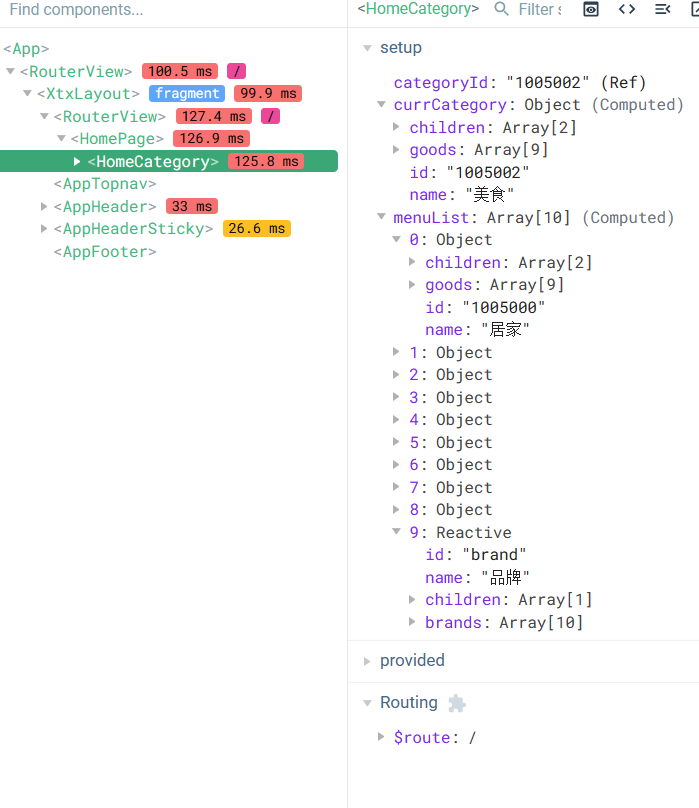 Find components...
<App>
<RouterView> 100.5 ms /
<XtxLayout> fragment 99.9 ms
<RouterView> 127.4 ms /
<HomePage> 126.9 ms
<HomeCategory> 125.8 ms
<AppTopnav>
<AppHeader> 33 ms
<AppHeaderSticky> 26.6 ms
<AppFooter>
<HomeCategory> Filter s
setup
categoryId: "1005002" (Ref)
currCategory: Object (Computed)
children: Array[2]
goods: Array[9]
id: "1005002"
name: "美食"
menuList: Array[10] (Computed)
0: Object
children: Array[2]
goods: Array[9]
id: "1005000"
name: "居家"
1: Object
2: Object
3: Object
4: Object
5: Object
6: Object
7: Object
8: Object
9: Reactive
id: "brand"
name: "品牌"
children: Array[1]
brands: Array[10]
provided
Routing
$route: /